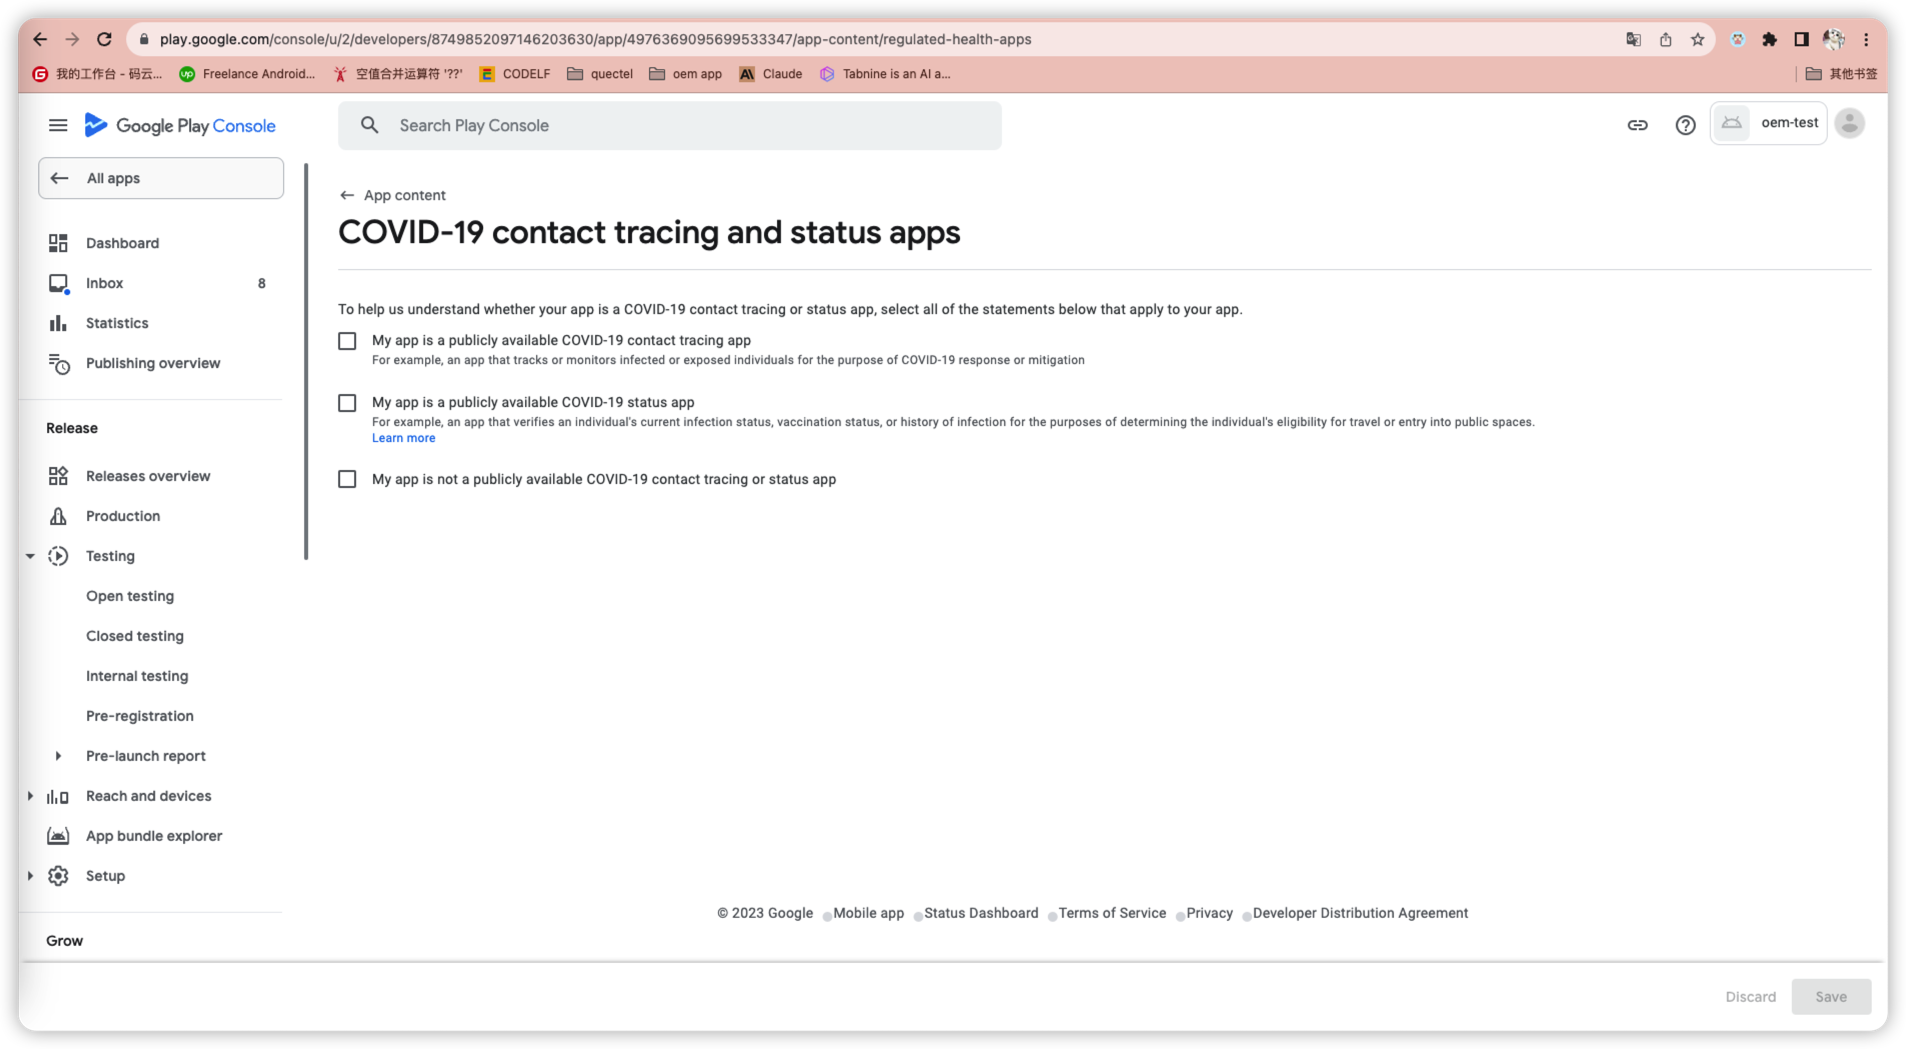 play.google.com/console/u/2/developers/8749852097146203630/app/4976369095699533347/app-content/regulated-health-apps
我的工作台 - 码云...
Freelance Android...
空值合并运算符 '??'
CODELF
quectel
oem app
Claude
Tabnine is an AI a...
其他书签
Google Play Console
Search Play Console
oem-test
All apps
Dashboard
Inbox 8
Statistics
Publishing overview
Release
Releases overview
Production
Testing
Open testing
Closed testing
Internal testing
Pre-registration
Pre-launch report
Reach and devices
App bundle explorer
Setup
Grow
App content
COVID-19 contact tracing and status apps
To help us understand whether your app is a COVID-19 contact tracing or status app, select all of the statements below that apply to your app.
My app is a publicly available COVID-19 contact tracing app
For example, an app that tracks or monitors infected or exposed individuals for the purpose of COVID-19 response or mitigation
My app is a publicly available COVID-19 status app
For example, an app that verifies an individual's current infection status, vaccination status, or history of infection for the purposes of determining the individual's eligibility for travel or entry into public spaces.
Learn more
My app is not a publicly available COVID-19 contact tracing or status app
© 2023 Google Mobile app Status Dashboard Terms of Service Privacy Developer Distribution Agreement
Discard
Save